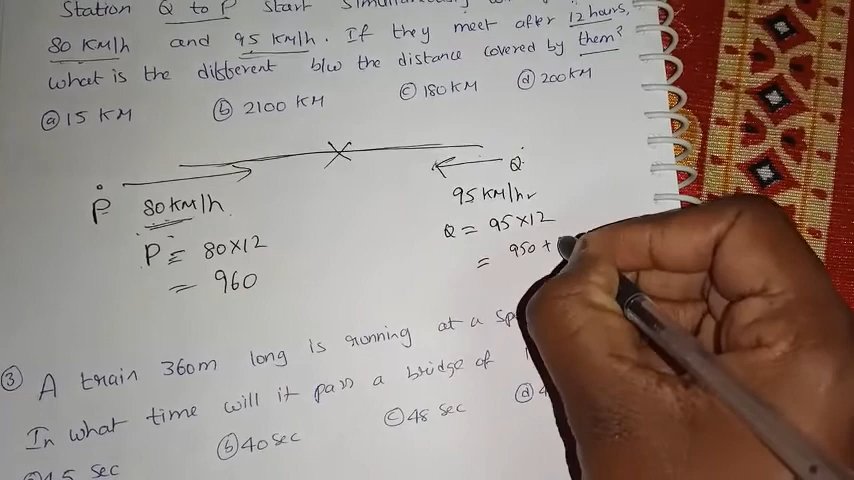 Station Q to P start
80 KM/h and 95 KM/h. If they meet after 12 hours,
what is the different b/w the distance covered by them?
ⓐ 15 KM ⓑ 2100 KM ⓒ 180 KM ⓓ 200 KM
P 80 KM/h Q
95 KM/hr
P = 80×12 Q = 95×12
= 960 = 950 +
③ A train 360m long is running at a
In what time will it pass a bridge of
45 sec ⓑ 40 sec ⓒ 48 sec ⓓ